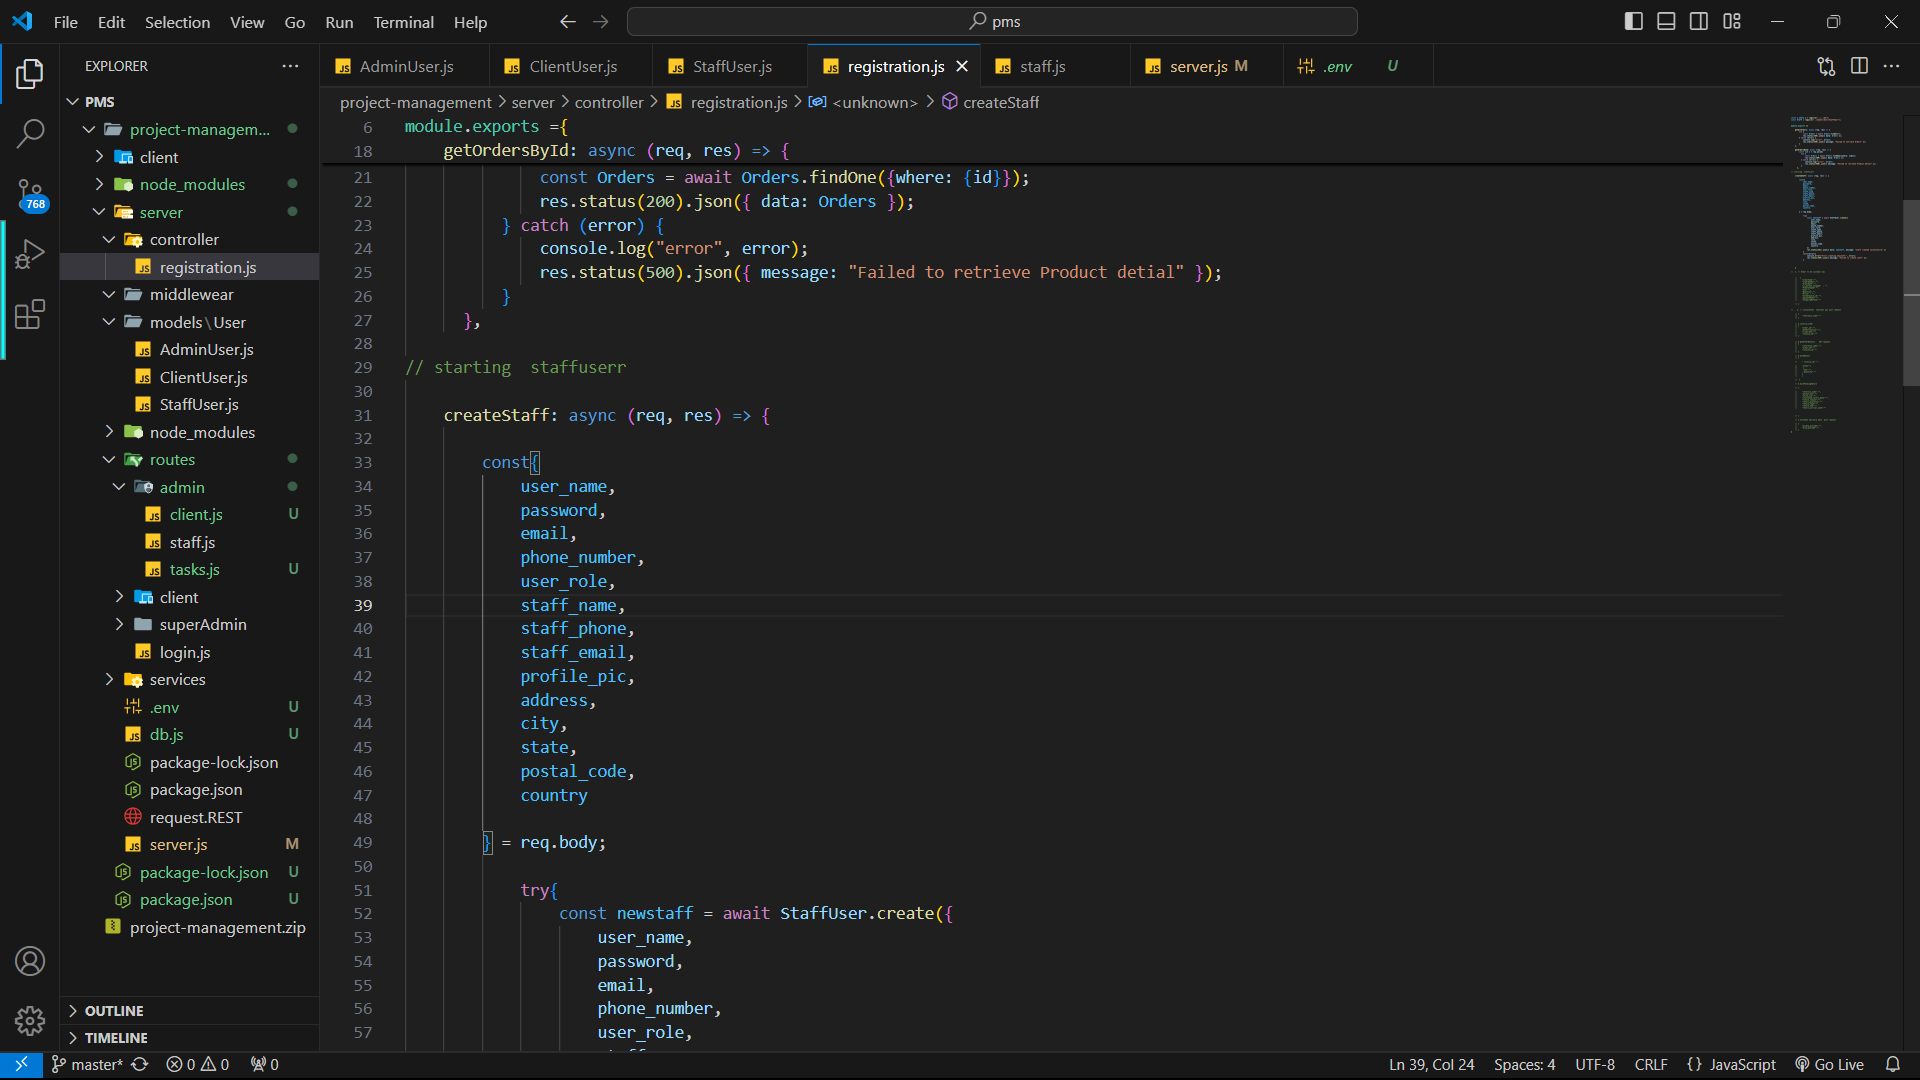 File Edit Selection View Go Run Terminal Help
pms
EXPLORER
PMS
project-managem...
client
node_modules
server
controller
registration.js
middlewear
models\User
AdminUser.js
ClientUser.js
StaffUser.js
node_modules
routes
admin
client.js U
staff.js
tasks.js U
client
superAdmin
login.js
services
.env U
db.js U
package-lock.json
package.json
request.REST
server.js M
package-lock.json U
package.json U
project-management.zip
OUTLINE
TIMELINE
768
AdminUser.js ClientUser.js StaffUser.js registration.js staff.js server.js M .env U
project-management > server > controller > registration.js > <unknown> > createStaff
6 module.exports ={
18 getOrdersById: async (req, res) => {
21 const Orders = await Orders.findOne({where: {id}});
22 res.status(200).json({ data: Orders });
23 } catch (error) {
24 console.log("error", error);
25 res.status(500).json({ message: "Failed to retrieve Product detial" });
26 }
27 },
28
29 // starting  staffuserr
30
31 createStaff: async (req, res) => {
32
33 const{
34 user_name,
35 password,
36 email,
37 phone_number,
38 user_role,
39 staff_name,
40 staff_phone,
41 staff_email,
42 profile_pic,
43 address,
44 city,
45 state,
46 postal_code,
47 country
48
49 } = req.body;
50
51 try{
52 const newstaff = await StaffUser.create({
53 user_name,
54 password,
55 email,
56 phone_number,
57 user_role,
master* 0 0 0 Ln 39, Col 24 Spaces: 4 UTF-8 CRLF {} JavaScript Go Live